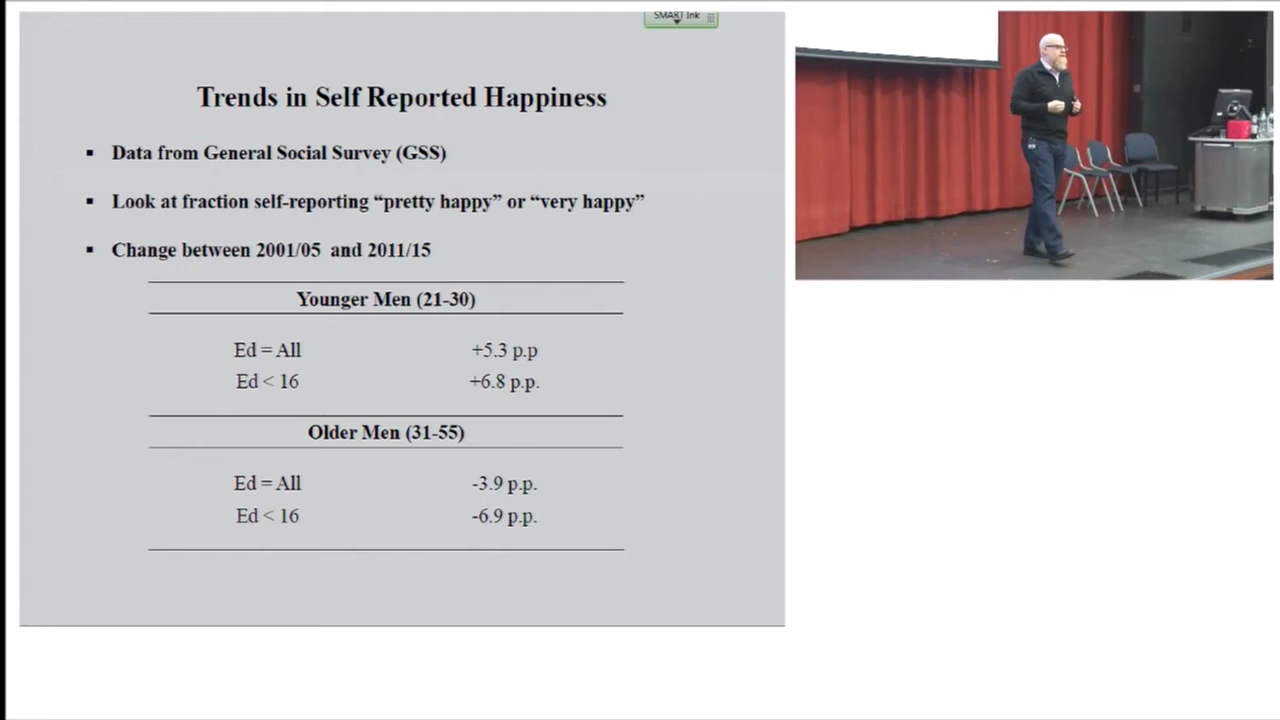 SMART Ink
Trends in Self Reported Happiness
▪ Data from General Social Survey (GSS)
▪ Look at fraction self-reporting “pretty happy” or “very happy”
▪ Change between 2001/05 and 2011/15
Younger Men (21-30)
Ed = All +5.3 p.p
Ed < 16 +6.8 p.p.
Older Men (31-55)
Ed = All -3.9 p.p.
Ed < 16 -6.9 p.p.